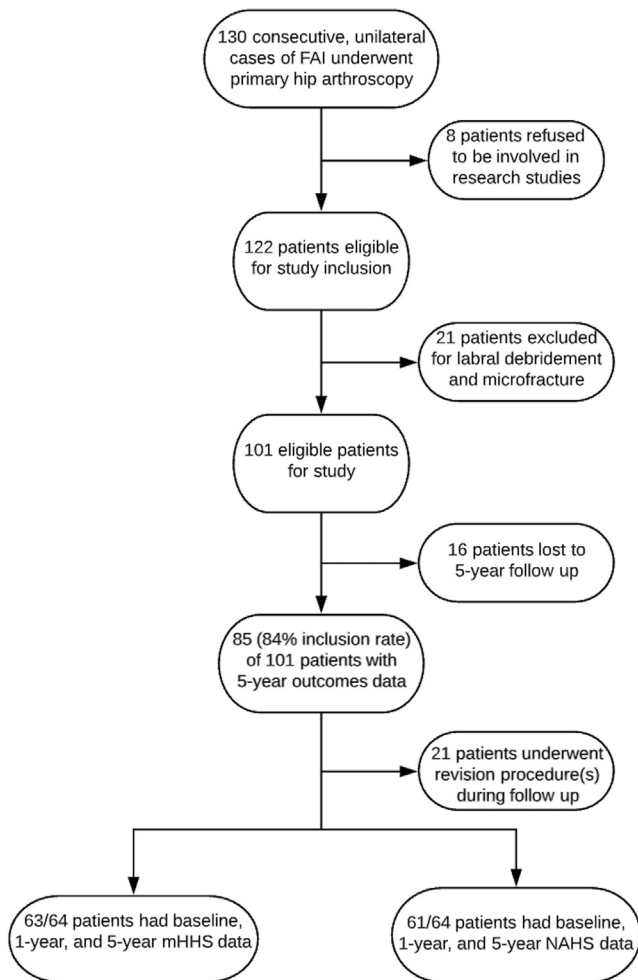 130 consecutive, unilateral
cases of FAI underwent
primary hip arthroscopy
8 patients refused
to be involved in
research studies
122 patients eligible
for study inclusion
21 patients excluded
for labral debridement
and microfracture
101 eligible patients
for study
16 patients lost to
5-year follow up
85 (84% inclusion rate)
of 101 patients with
5-year outcomes data
21 patients underwent
revision procedure(s)
during follow up
63/64 patients had baseline,
1-year, and 5-year mHHS data
61/64 patients had baseline,
1-year, and 5-year NAHS data